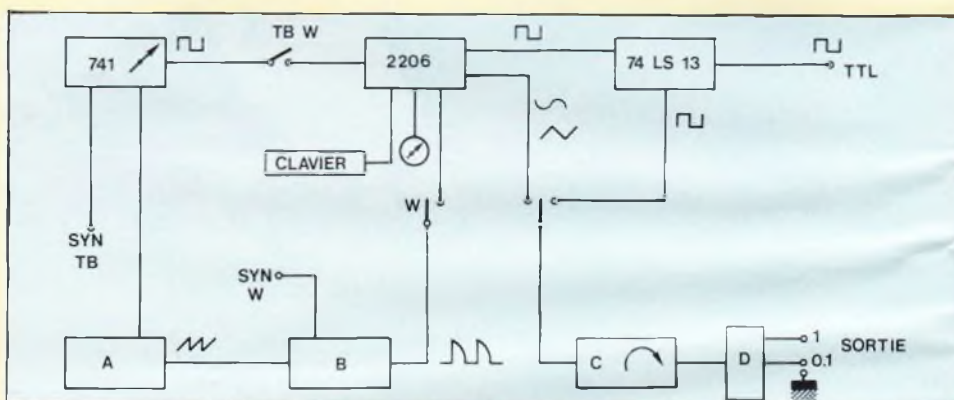 TB W
741
2206
74 LS 13
TTL
CLAVIER
W
SYN
TB
SYN
W
A
B
C
D
1
0.1
SORTIE